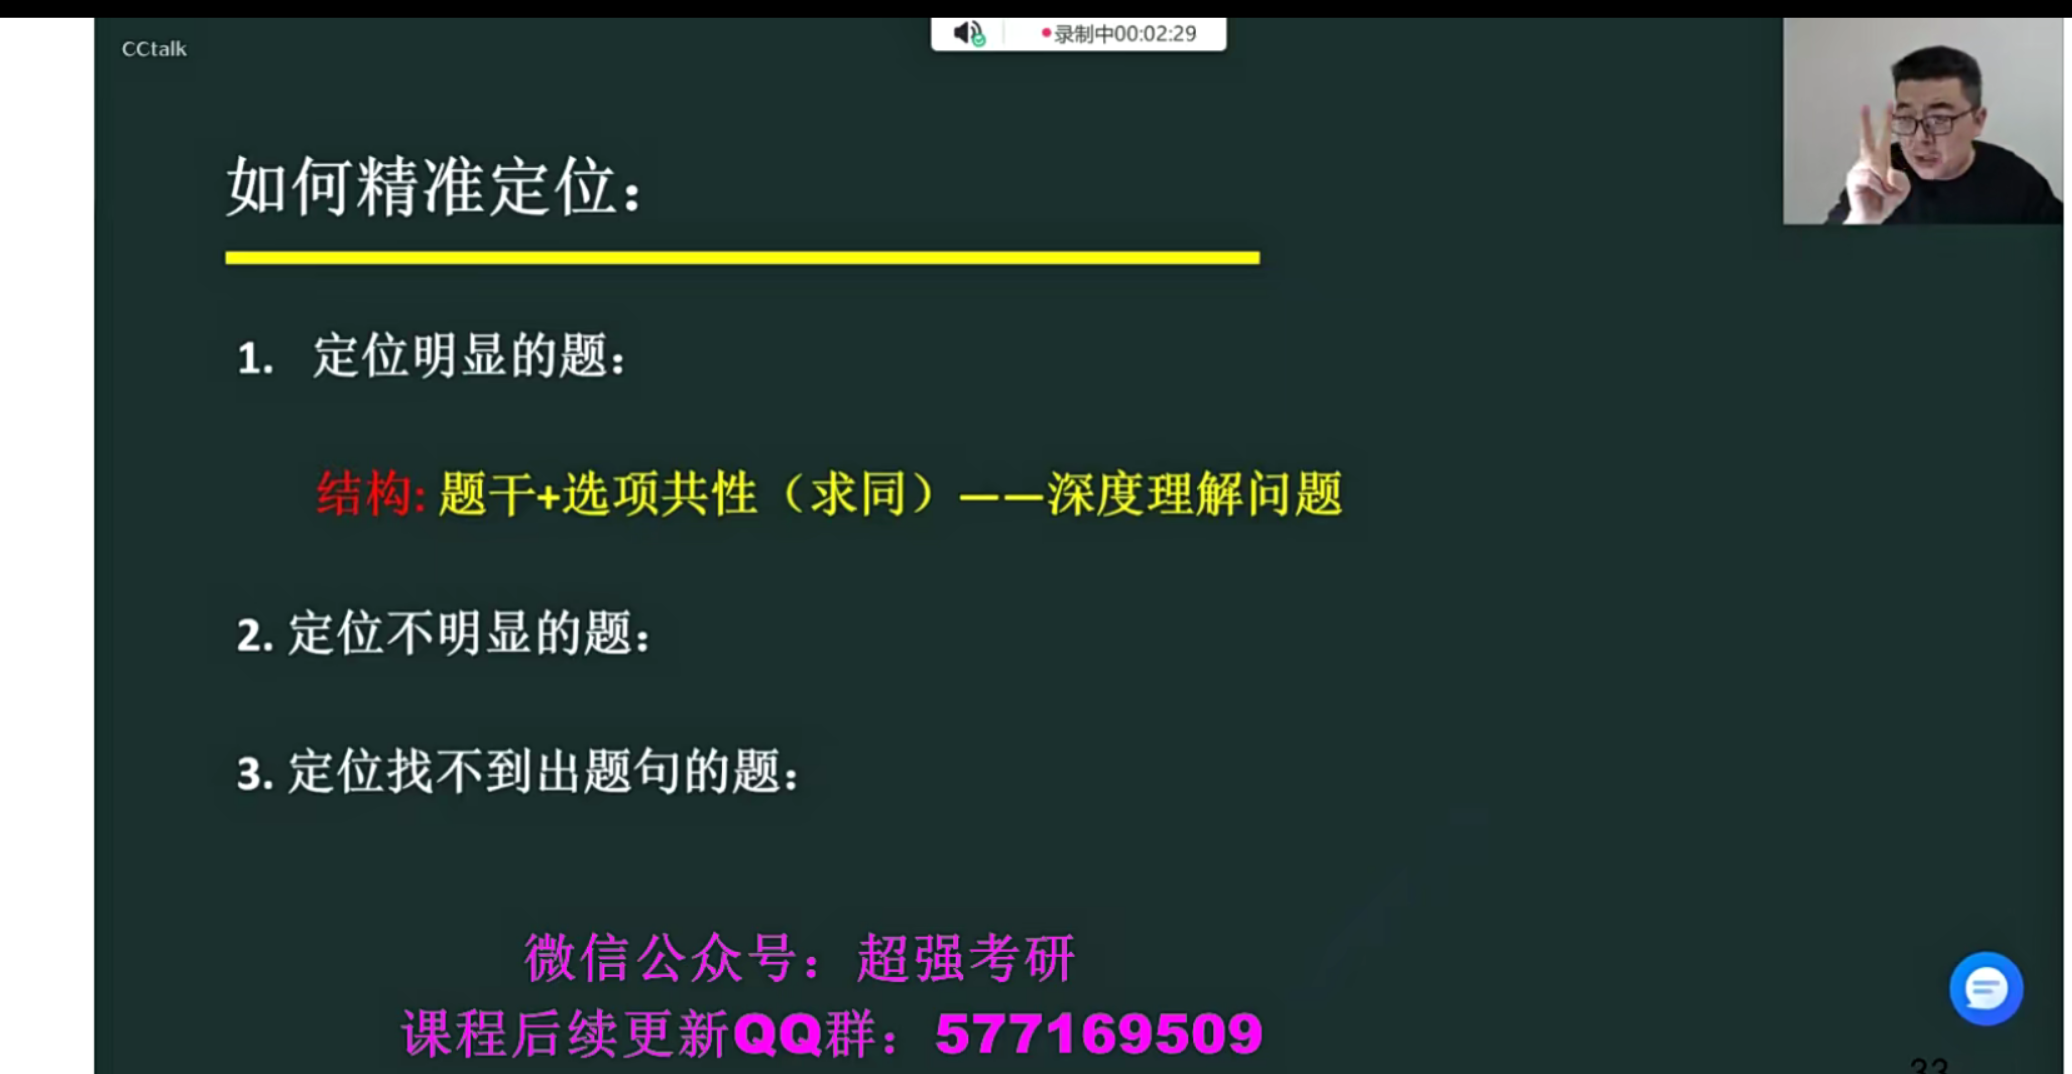 CCtalk
录制中00:02:29
如何精准定位：
1. 定位明显的题：
结构: 题干+选项共性（求同）——深度理解问题
2. 定位不明显的题：
3. 定位找不到出题句的题：
微信公众号：超强考研
课程后续更新QQ群：577169509